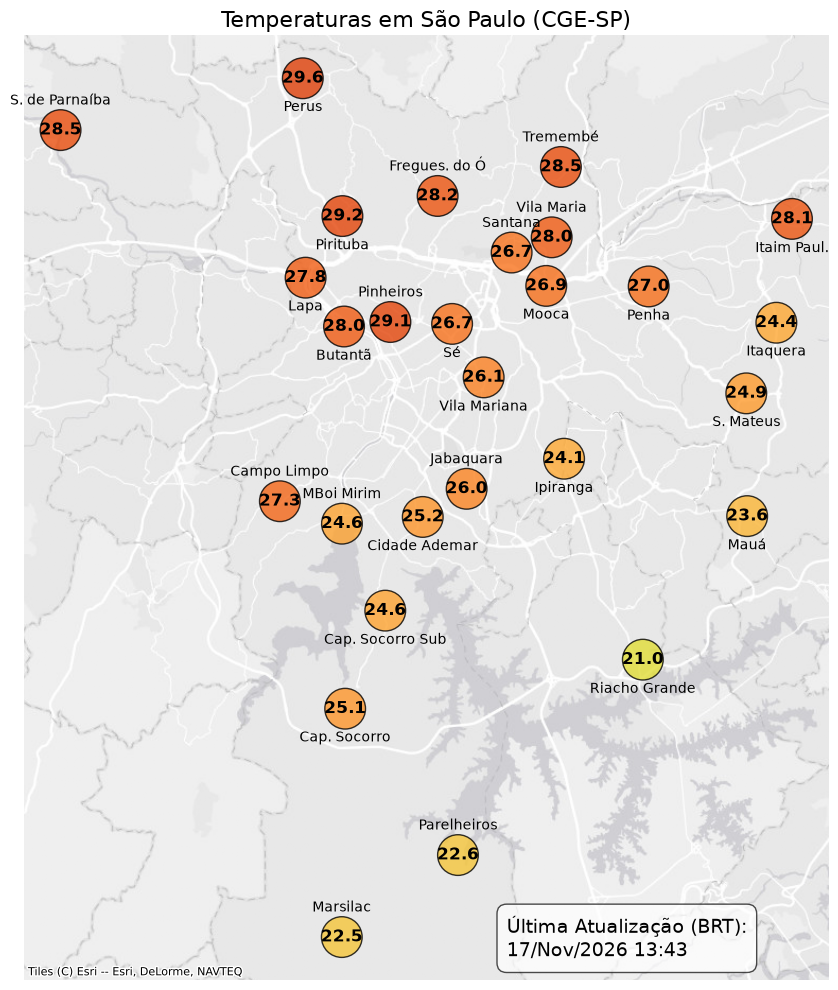 Temperaturas em São Paulo (CGE-SP)
29.6
Perus
S. de Parnaíba
28.5
Tremembé
28.5
Fregues. do Ó
28.2
29.2
Pirituba
Vila Maria
28.0
Santana
26.7
28.1
Itaim Paul.
27.8
Lapa
26.9
Mooca
27.0
Penha
Pinheiros
29.1
28.0
Butantã
26.7
Sé
24.4
Itaquera
26.1
Vila Mariana
24.9
S. Mateus
24.1
Ipiranga
Jabaquara
26.0
Campo Limpo
27.3
MBoi Mirim
24.6
25.2
Cidade Ademar
23.6
Mauá
24.6
Cap. Socorro Sub
21.0
Riacho Grande
25.1
Cap. Socorro
Parelheiros
22.6
Marsilac
22.5
Última Atualização (BRT):
17/Nov/2026 13:43
Tiles (C) Esri -- Esri, DeLorme, NAVTEQ